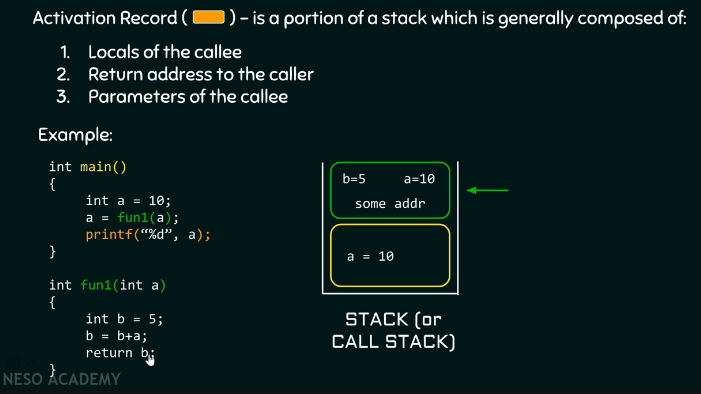 Activation Record ( ) – is a portion of a stack which is generally composed of:
1. Locals of the callee
2. Return address to the caller
3. Parameters of the callee
Example:
int main()
{
int a = 10;
a = fun1(a);
printf(“%d”, a);
}
int fun1(int a)
{
int b = 5;
b = b+a;
return b;
}
b=5 a=10
some addr
a = 10
STACK (or
CALL STACK)
NESO ACADEMY